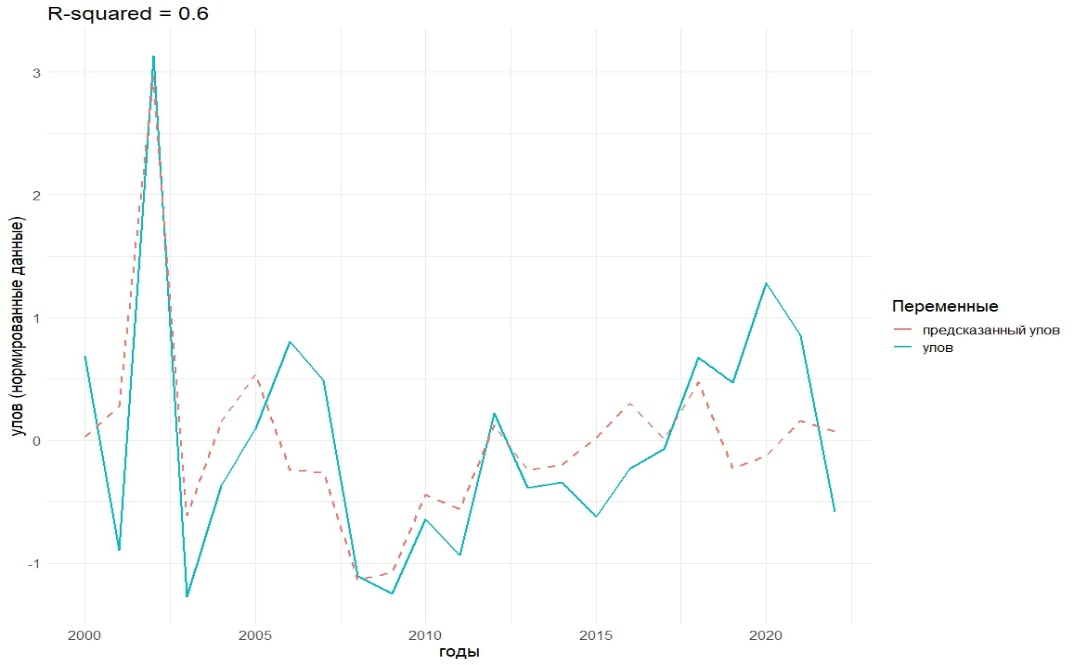 R-squared = 0.6
3
2
1
0
-1
улов (нормированные данные)
2000 2005 2010 2015 2020
годы
Переменные
предсказанный улов
улов